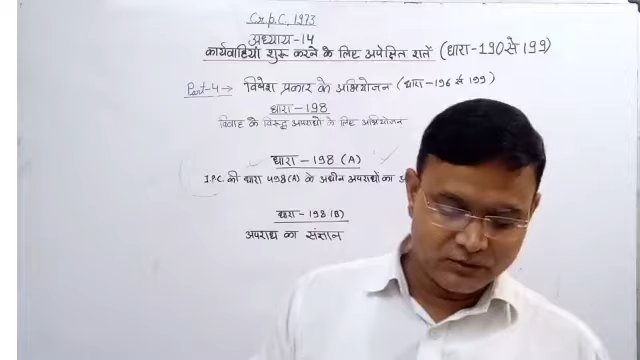 Cr.p.C. 1973
अध्याय-14
कार्यवाहियां शुरू करने के लिए अपेक्षित शर्तें (धारा-190 से 199)
Part-4 → विशेष प्रकार के अभियोजन (धारा-196 से 199)
धारा-198
विवाह के विरुद्ध अपराधों के लिए अभियोजन
धारा-198 (A)
I.P.C. की धारा 498(A) के अधीन अपराधों का
धारा-198 (B)
अपराध का संज्ञान